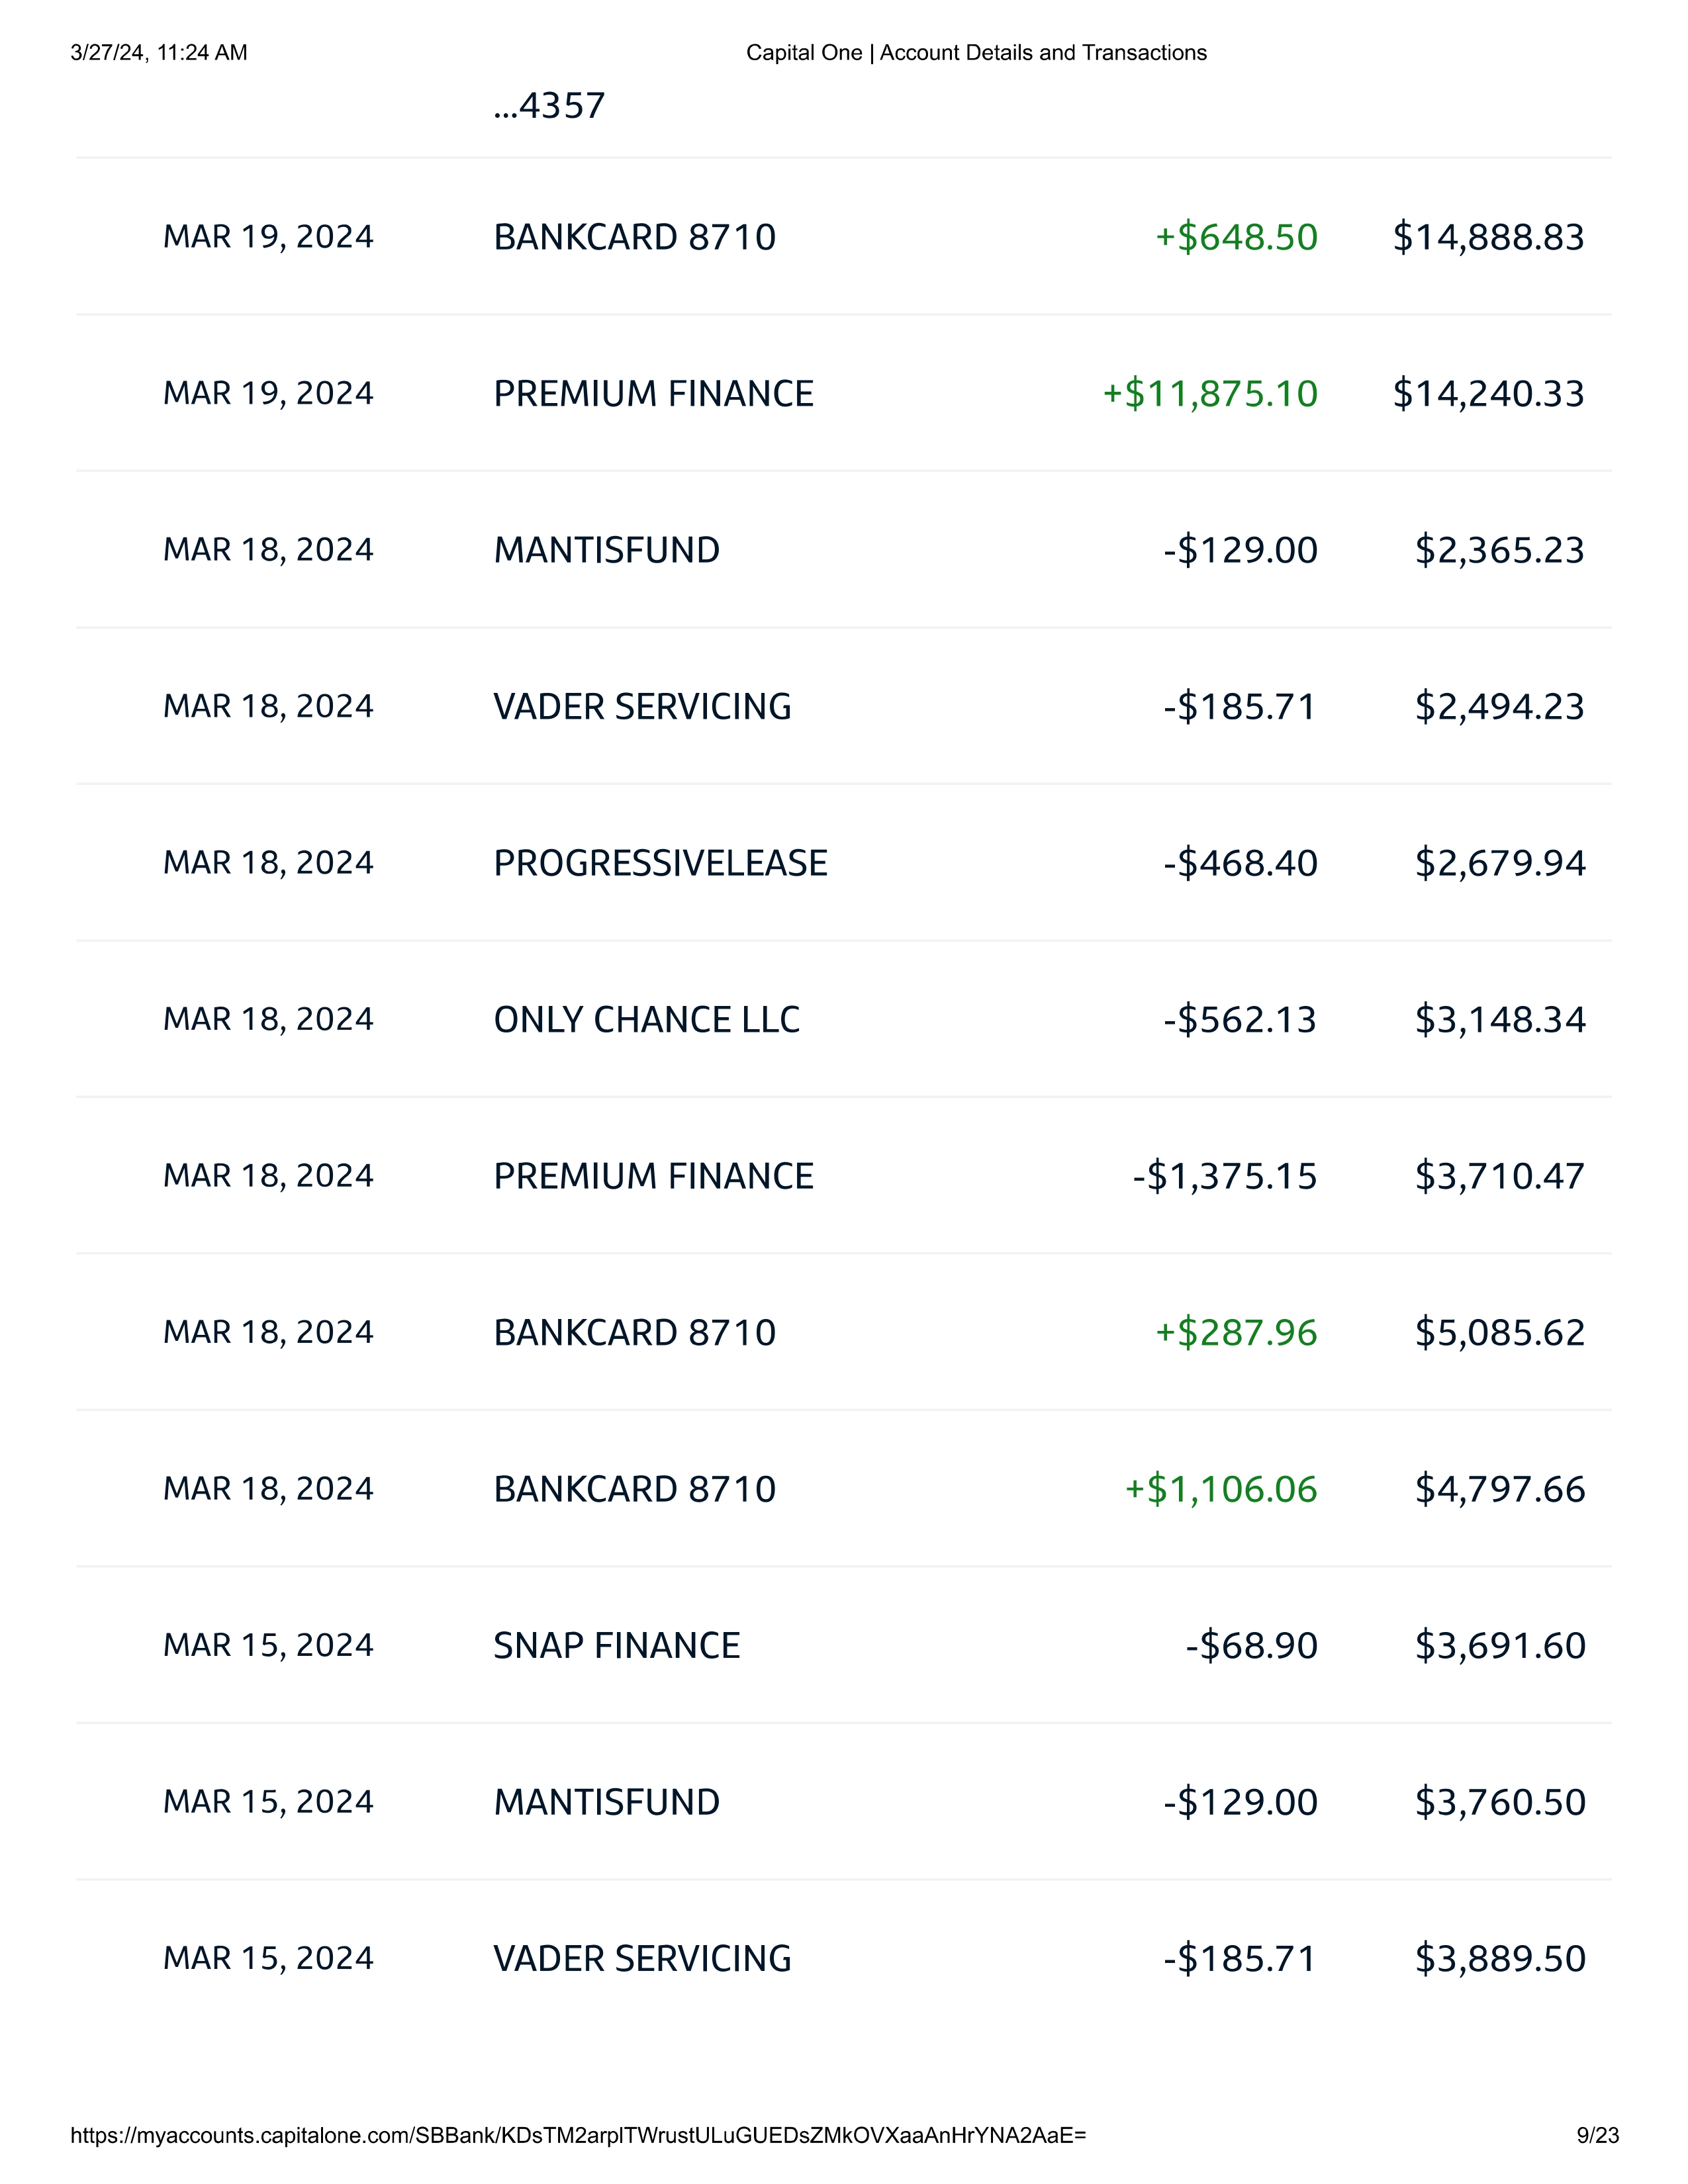 3/27/24, 11:24 AM Capital One | Account Details and Transactions
...4357
MAR 19, 2024 BANKCARD 8710 +$648.50 $14,888.83
MAR 19, 2024 PREMIUM FINANCE +$11,875.10 $14,240.33
MAR 18, 2024 MANTISFUND -$129.00 $2,365.23
MAR 18, 2024 VADER SERVICING -$185.71 $2,494.23
MAR 18, 2024 PROGRESSIVELEASE -$468.40 $2,679.94
MAR 18, 2024 ONLY CHANCE LLC -$562.13 $3,148.34
MAR 18, 2024 PREMIUM FINANCE -$1,375.15 $3,710.47
MAR 18, 2024 BANKCARD 8710 +$287.96 $5,085.62
MAR 18, 2024 BANKCARD 8710 +$1,106.06 $4,797.66
MAR 15, 2024 SNAP FINANCE -$68.90 $3,691.60
MAR 15, 2024 MANTISFUND -$129.00 $3,760.50
MAR 15, 2024 VADER SERVICING -$185.71 $3,889.50
https://myaccounts.capitalone.com/SBBank/KDsTM2arplTWrustULuGUEDsZMkOVXaaAnHrYNA2AaE= 9/23